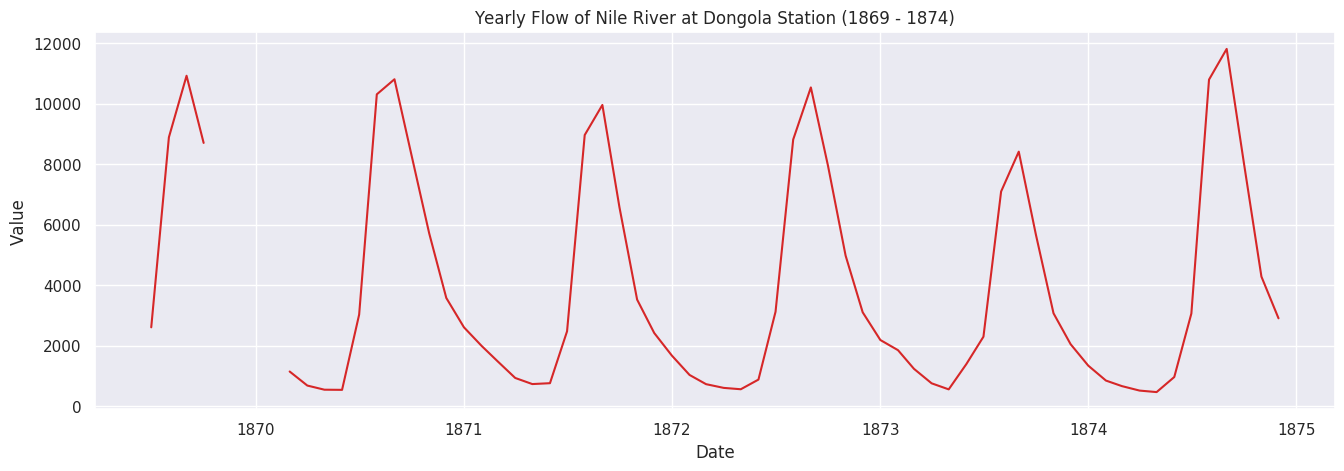 Yearly Flow of Nile River at Dongola Station (1869 - 1874)
12000
10000
8000
6000
4000
2000
0
Value
1870 1871 1872 1873 1874 1875
Date